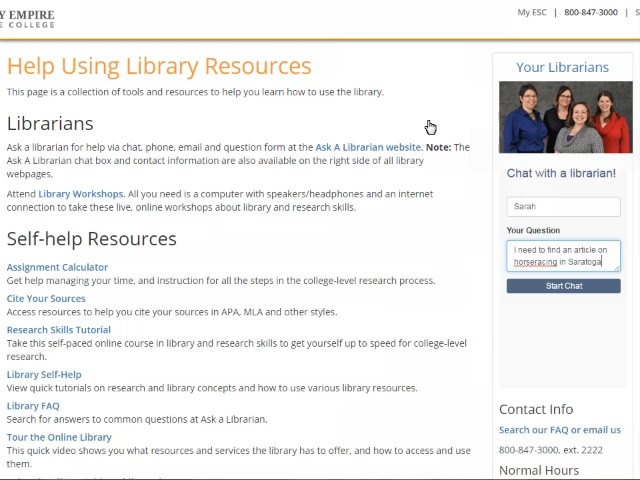 Y EMPIRE
E COLLEGE
My ESC | 800-847-3000 | S
Help Using Library Resources
This page is a collection of tools and resources to help you learn how to use the library.
Librarians
Ask a librarian for help via chat, phone, email and question form at the Ask A Librarian website. Note: The
Ask A Librarian chat box and contact information are also available on the right side of all library
webpages.
Attend Library Workshops. All you need is a computer with speakers/headphones and an internet
connection to take these live, online workshops about library and research skills.
Self-help Resources
Assignment Calculator
Get help managing your time, and instruction for all the steps in the college-level research process.
Cite Your Sources
Access resources to help you cite your sources in APA, MLA and other styles.
Research Skills Tutorial
Take this self-paced online course in library and research skills to get yourself up to speed for college-level
research.
Library Self-Help
View quick tutorials on research and library concepts and how to use various library resources.
Library FAQ
Search for answers to common questions at Ask a Librarian.
Tour the Online Library
This quick video shows you what resources and services the library has to offer, and how to access and use
them.
Your Librarians
Chat with a librarian!
Sarah
Your Question
I need to find an article on
horseracing in Saratoga
Start Chat
Contact Info
Search our FAQ or email us
800-847-3000, ext. 2222
Normal Hours